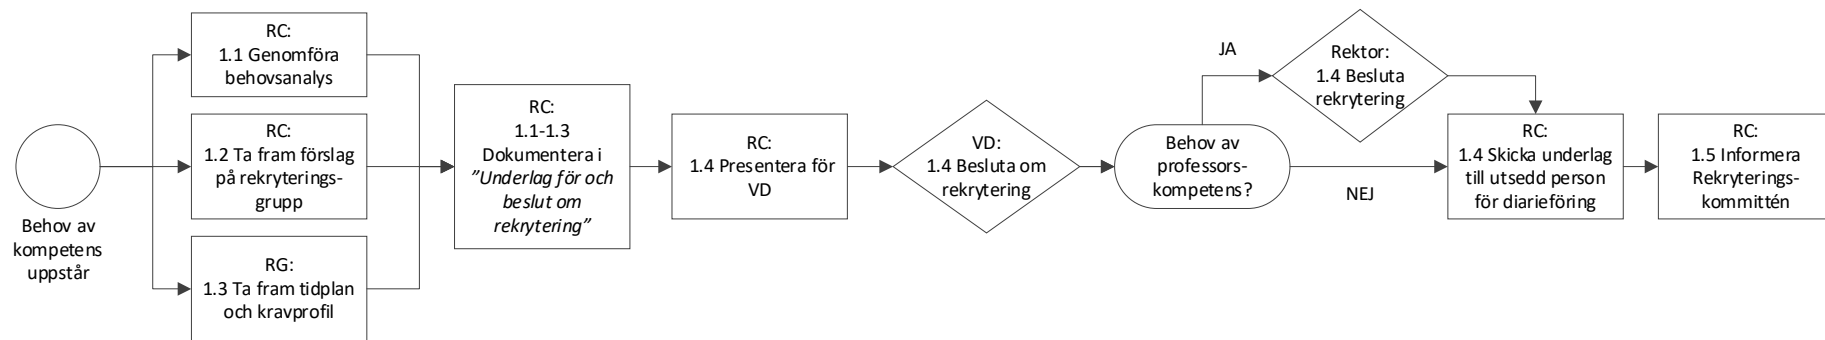 Behov av
kompetens
uppstår
RC:
1.1 Genomföra
behovsanalys
RC:
1.2 Ta fram förslag
på rekryterings-
grupp
RG:
1.3 Ta fram tidplan
och kravprofil
RC:
1.1-1.3
Dokumentera i
”Underlag för och
beslut om
rekrytering”
RC:
1.4 Presentera för
VD
VD:
1.4 Besluta om
rekrytering
Behov av
professors-
kompetens?
JA
Rektor:
1.4 Besluta
rekrytering
NEJ
RC:
1.4 Skicka underlag
till utsedd person
för diarieföring
RC:
1.5 Informera
Rekryterings-
kommittén